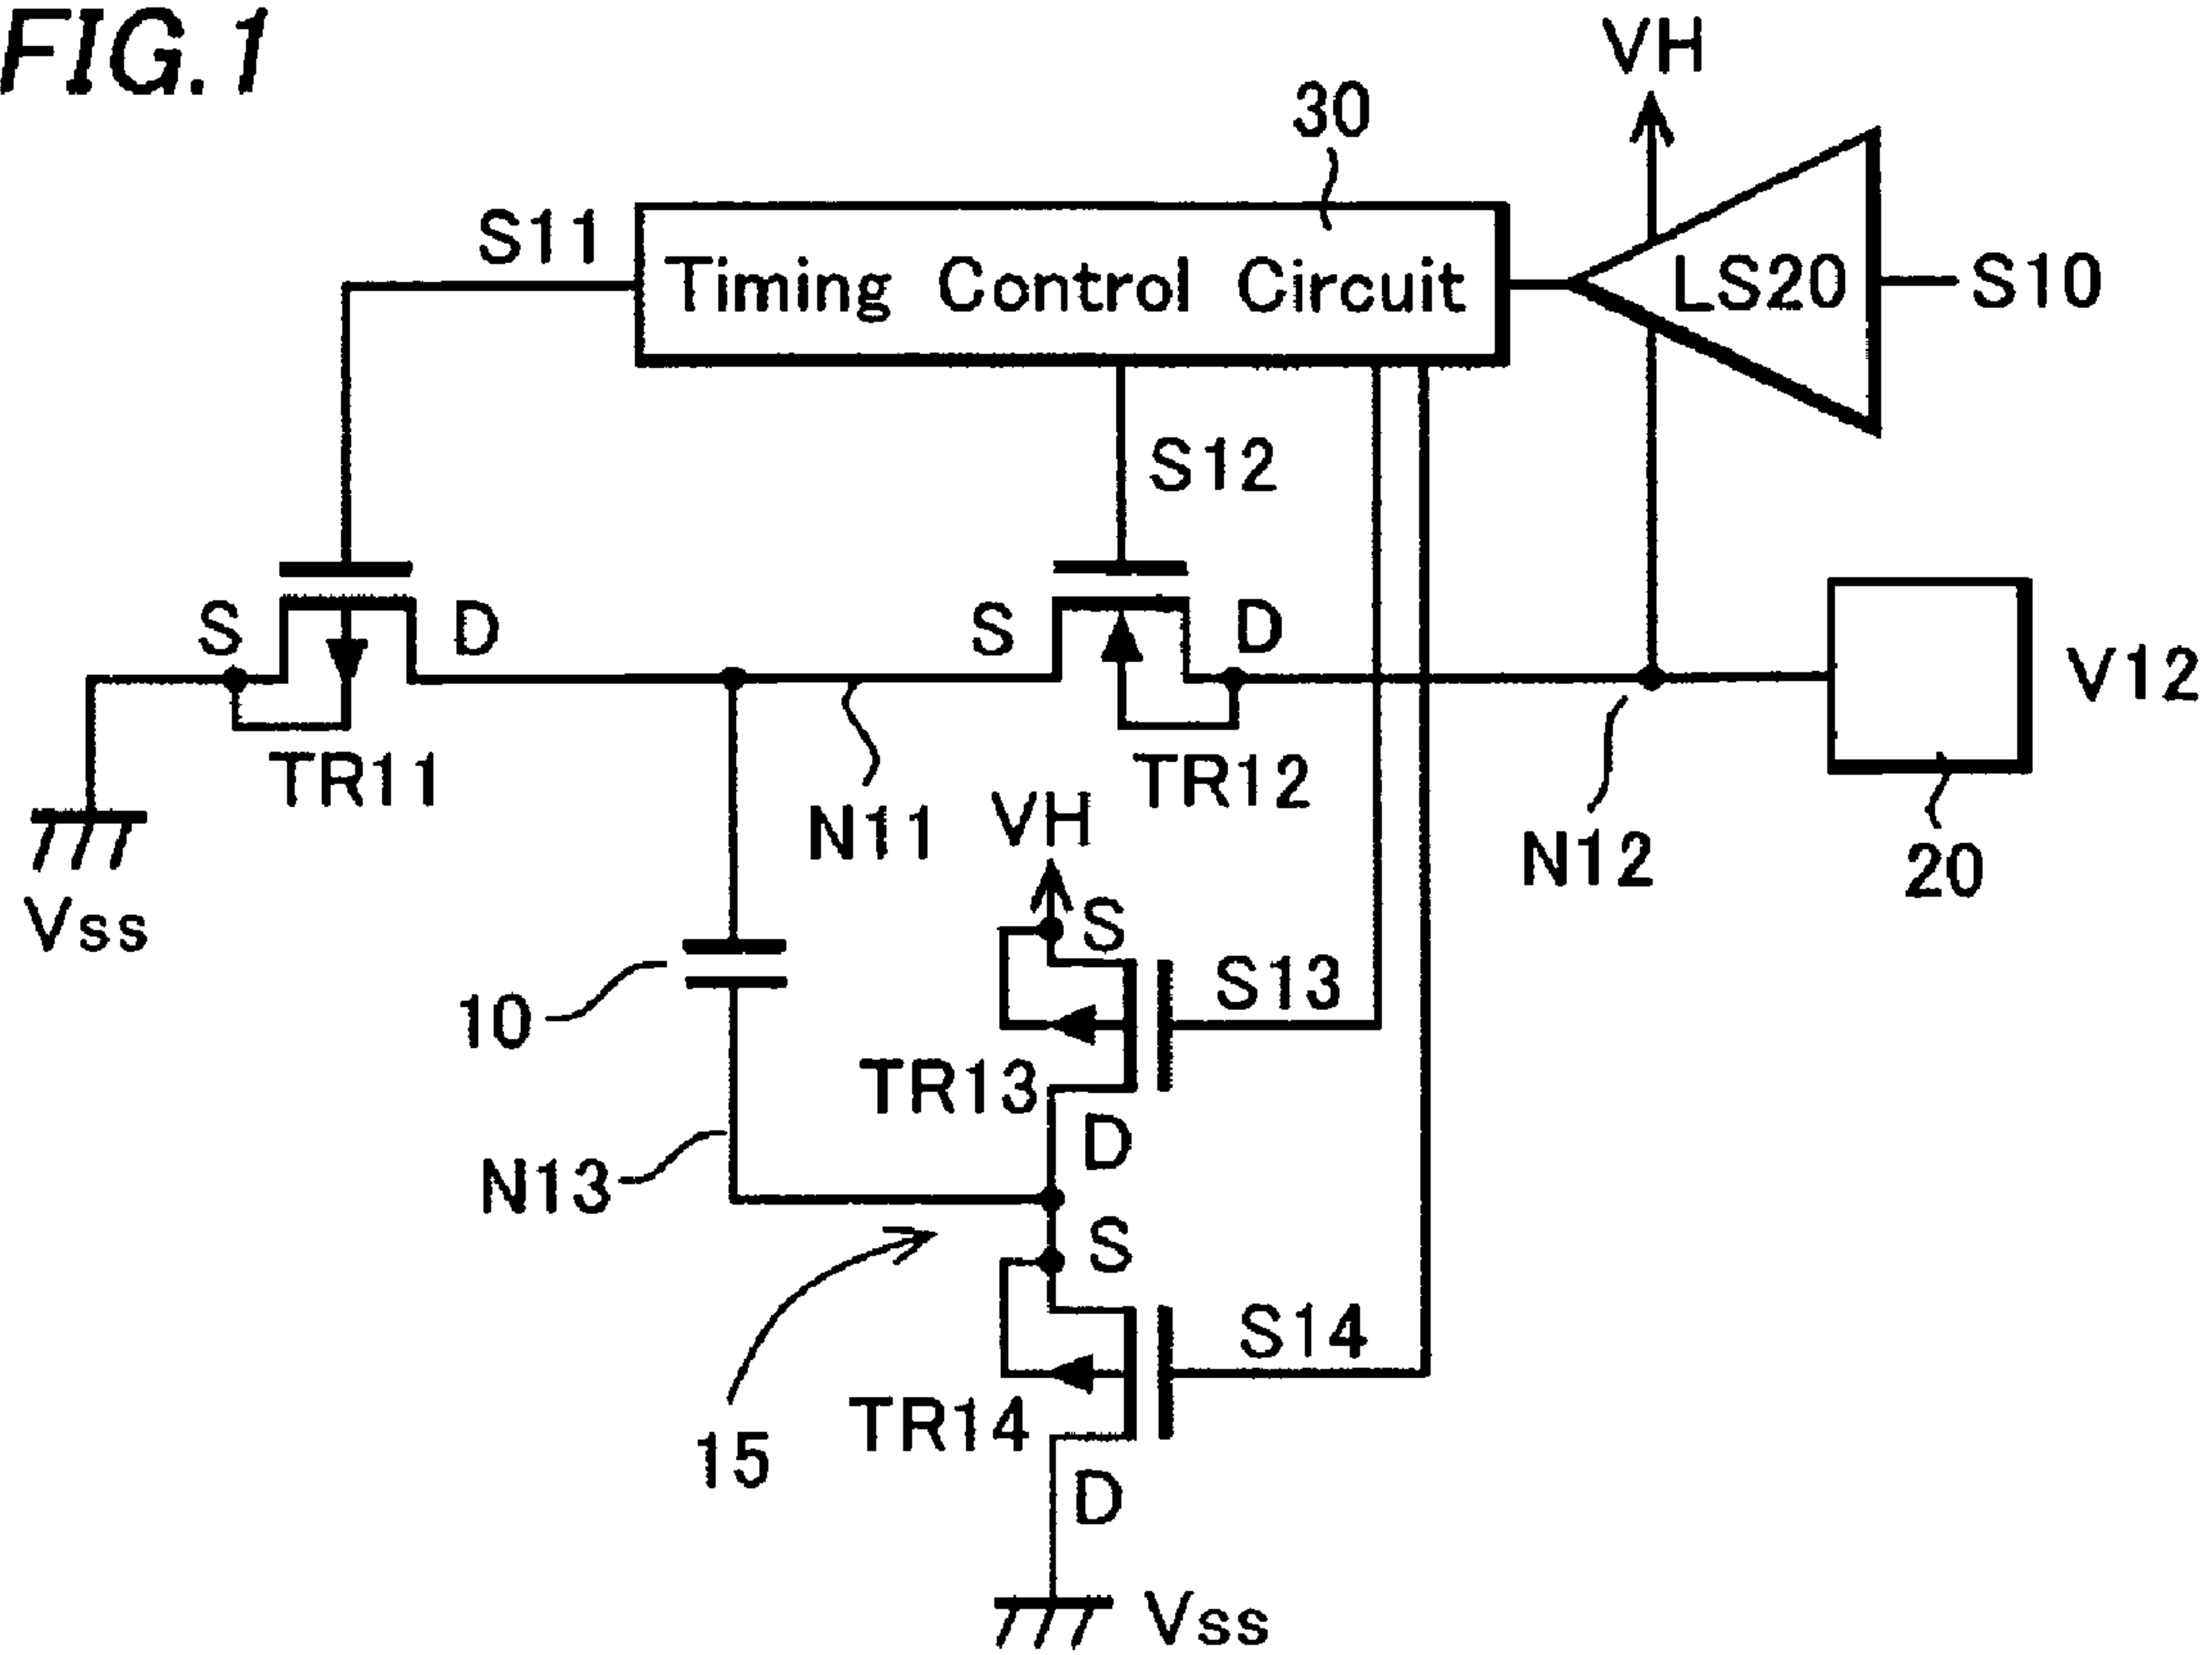 FIG.1
VH
30
S11
Timing Control Circuit
LS20
S10
S12
S
D
S
D
V12
TR11
TR12
N11
VH
N12
20
Vss
S
10
S13
TR13
D
N13
S
S14
TR14
15
D
Vss